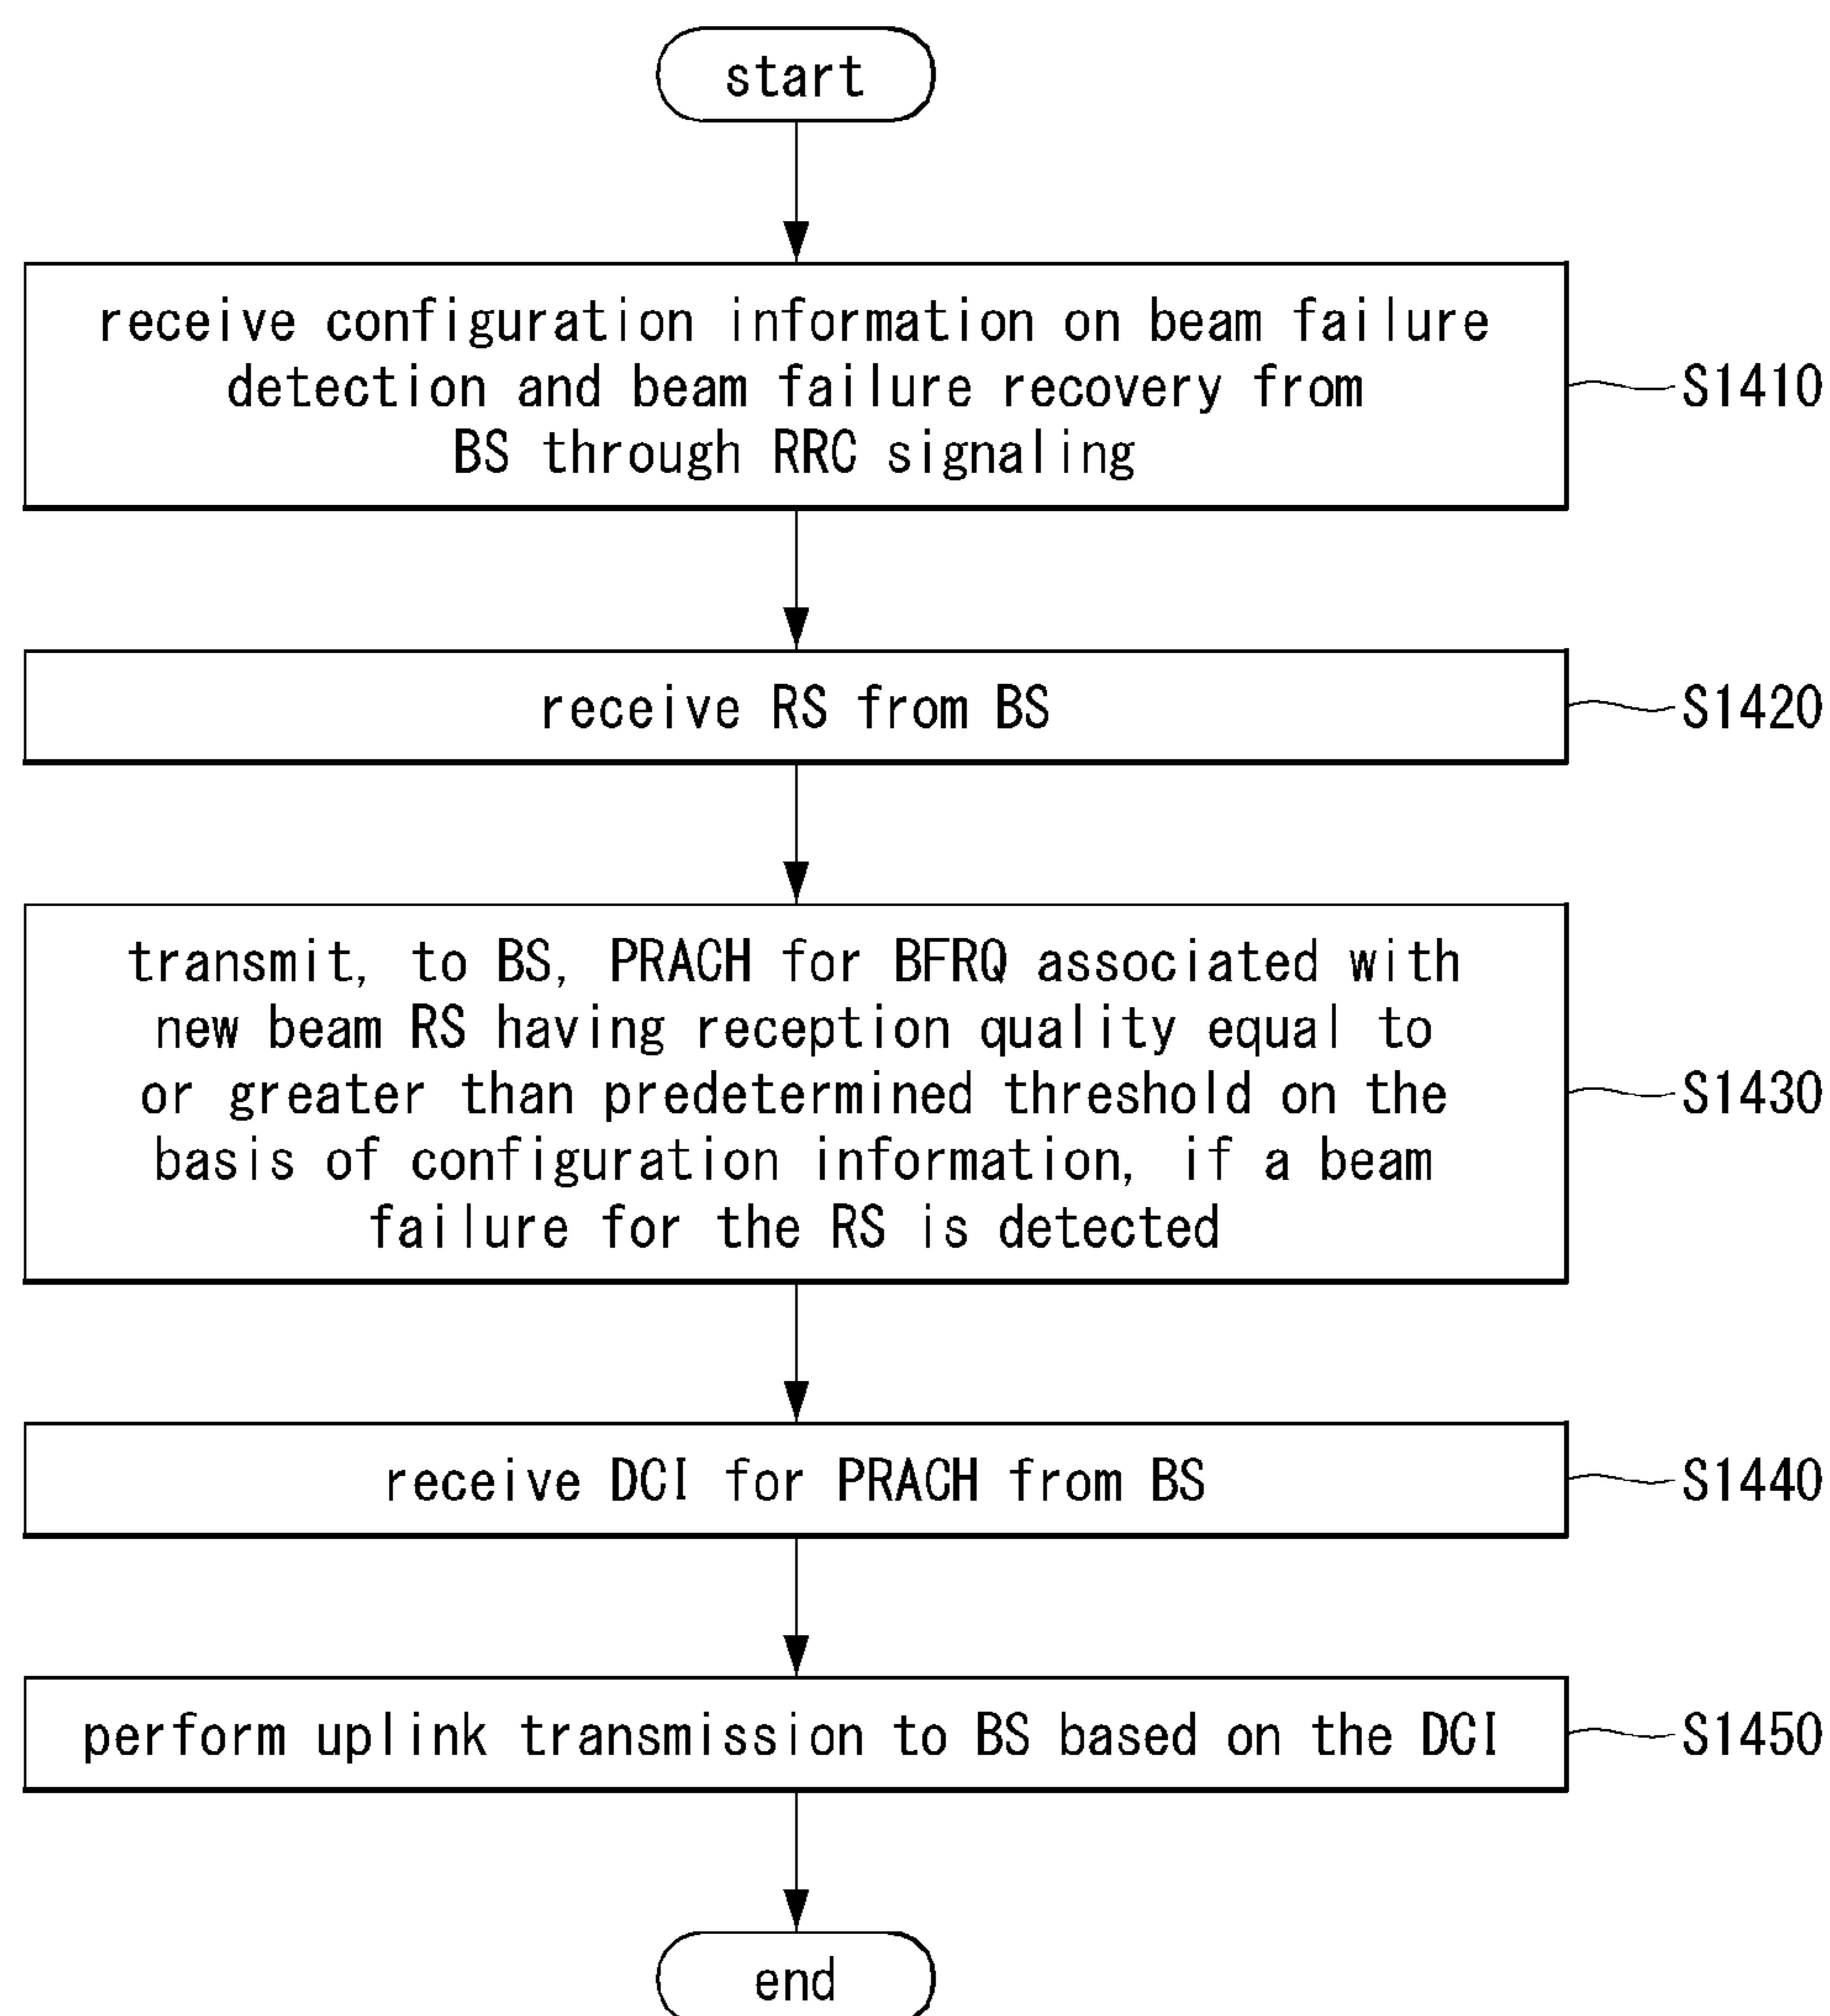 start
receive configuration information on beam failure
detection and beam failure recovery from
BS through RRC signaling
S1410
receive RS from BS
S1420
transmit, to BS, PRACH for BFRQ associated with
new beam RS having reception quality equal to
or greater than predetermined threshold on the
basis of configuration information, if a beam
failure for the RS is detected
S1430
receive DCI for PRACH from BS
S1440
perform uplink transmission to BS based on the DCI
S1450
end